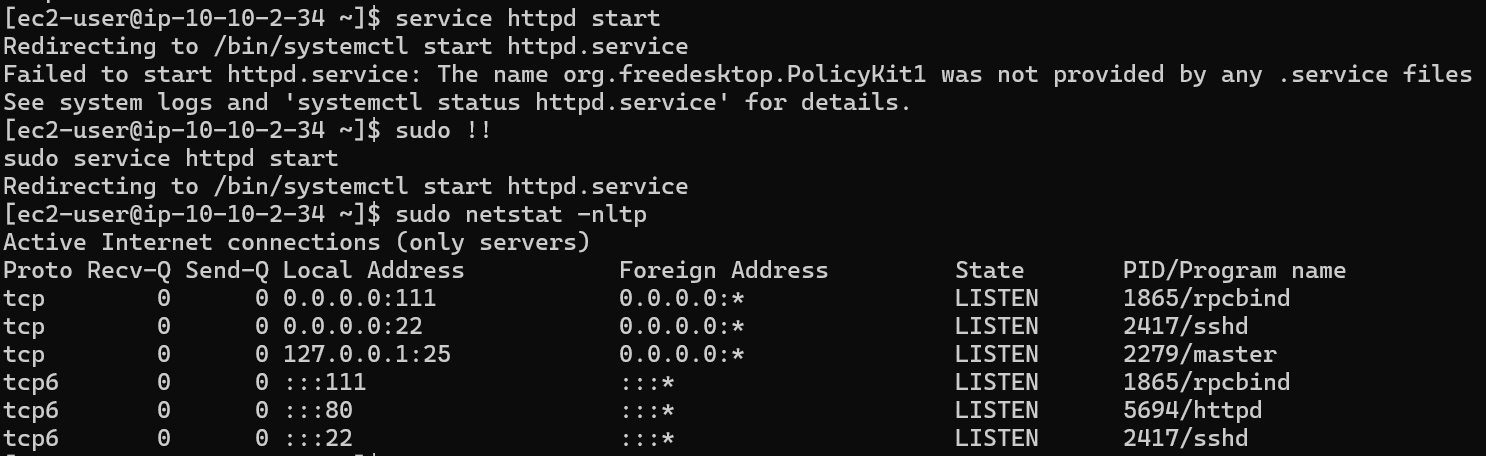 [ec2-user@ip-10-10-2-34 ~]$ service httpd start
Redirecting to /bin/systemctl start httpd.service
Failed to start httpd.service: The name org.freedesktop.PolicyKit1 was not provided by any .service files
See system logs and 'systemctl status httpd.service' for details.
[ec2-user@ip-10-10-2-34 ~]$ sudo !!
sudo service httpd start
Redirecting to /bin/systemctl start httpd.service
[ec2-user@ip-10-10-2-34 ~]$ sudo netstat -nltp
Active Internet connections (only servers)
Proto Recv-Q Send-Q Local Address           Foreign Address         State       PID/Program name
tcp        0      0 0.0.0.0:111             0.0.0.0:*               LISTEN      1865/rpcbind
tcp        0      0 0.0.0.0:22              0.0.0.0:*               LISTEN      2417/sshd
tcp        0      0 127.0.0.1:25            0.0.0.0:*               LISTEN      2279/master
tcp6       0      0 :::111                  :::*                    LISTEN      1865/rpcbind
tcp6       0      0 :::80                   :::*                    LISTEN      5694/httpd
tcp6       0      0 :::22                   :::*                    LISTEN      2417/sshd